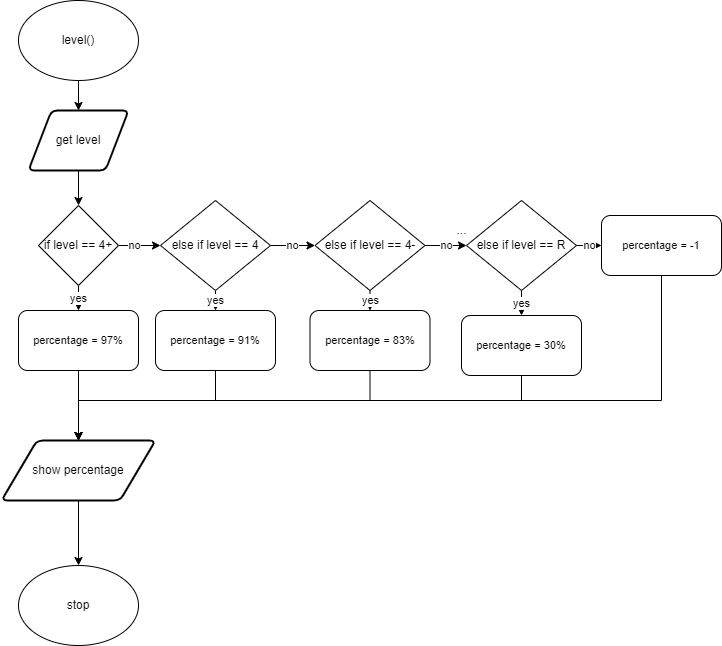 level()
get level
if level == 4+
no
else if level == 4
no
else if level == 4-
no
...
else if level == R
no
percentage = -1
yes
yes
yes
yes
percentage = 97%
percentage = 91%
percentage = 83%
percentage = 30%
show percentage
stop